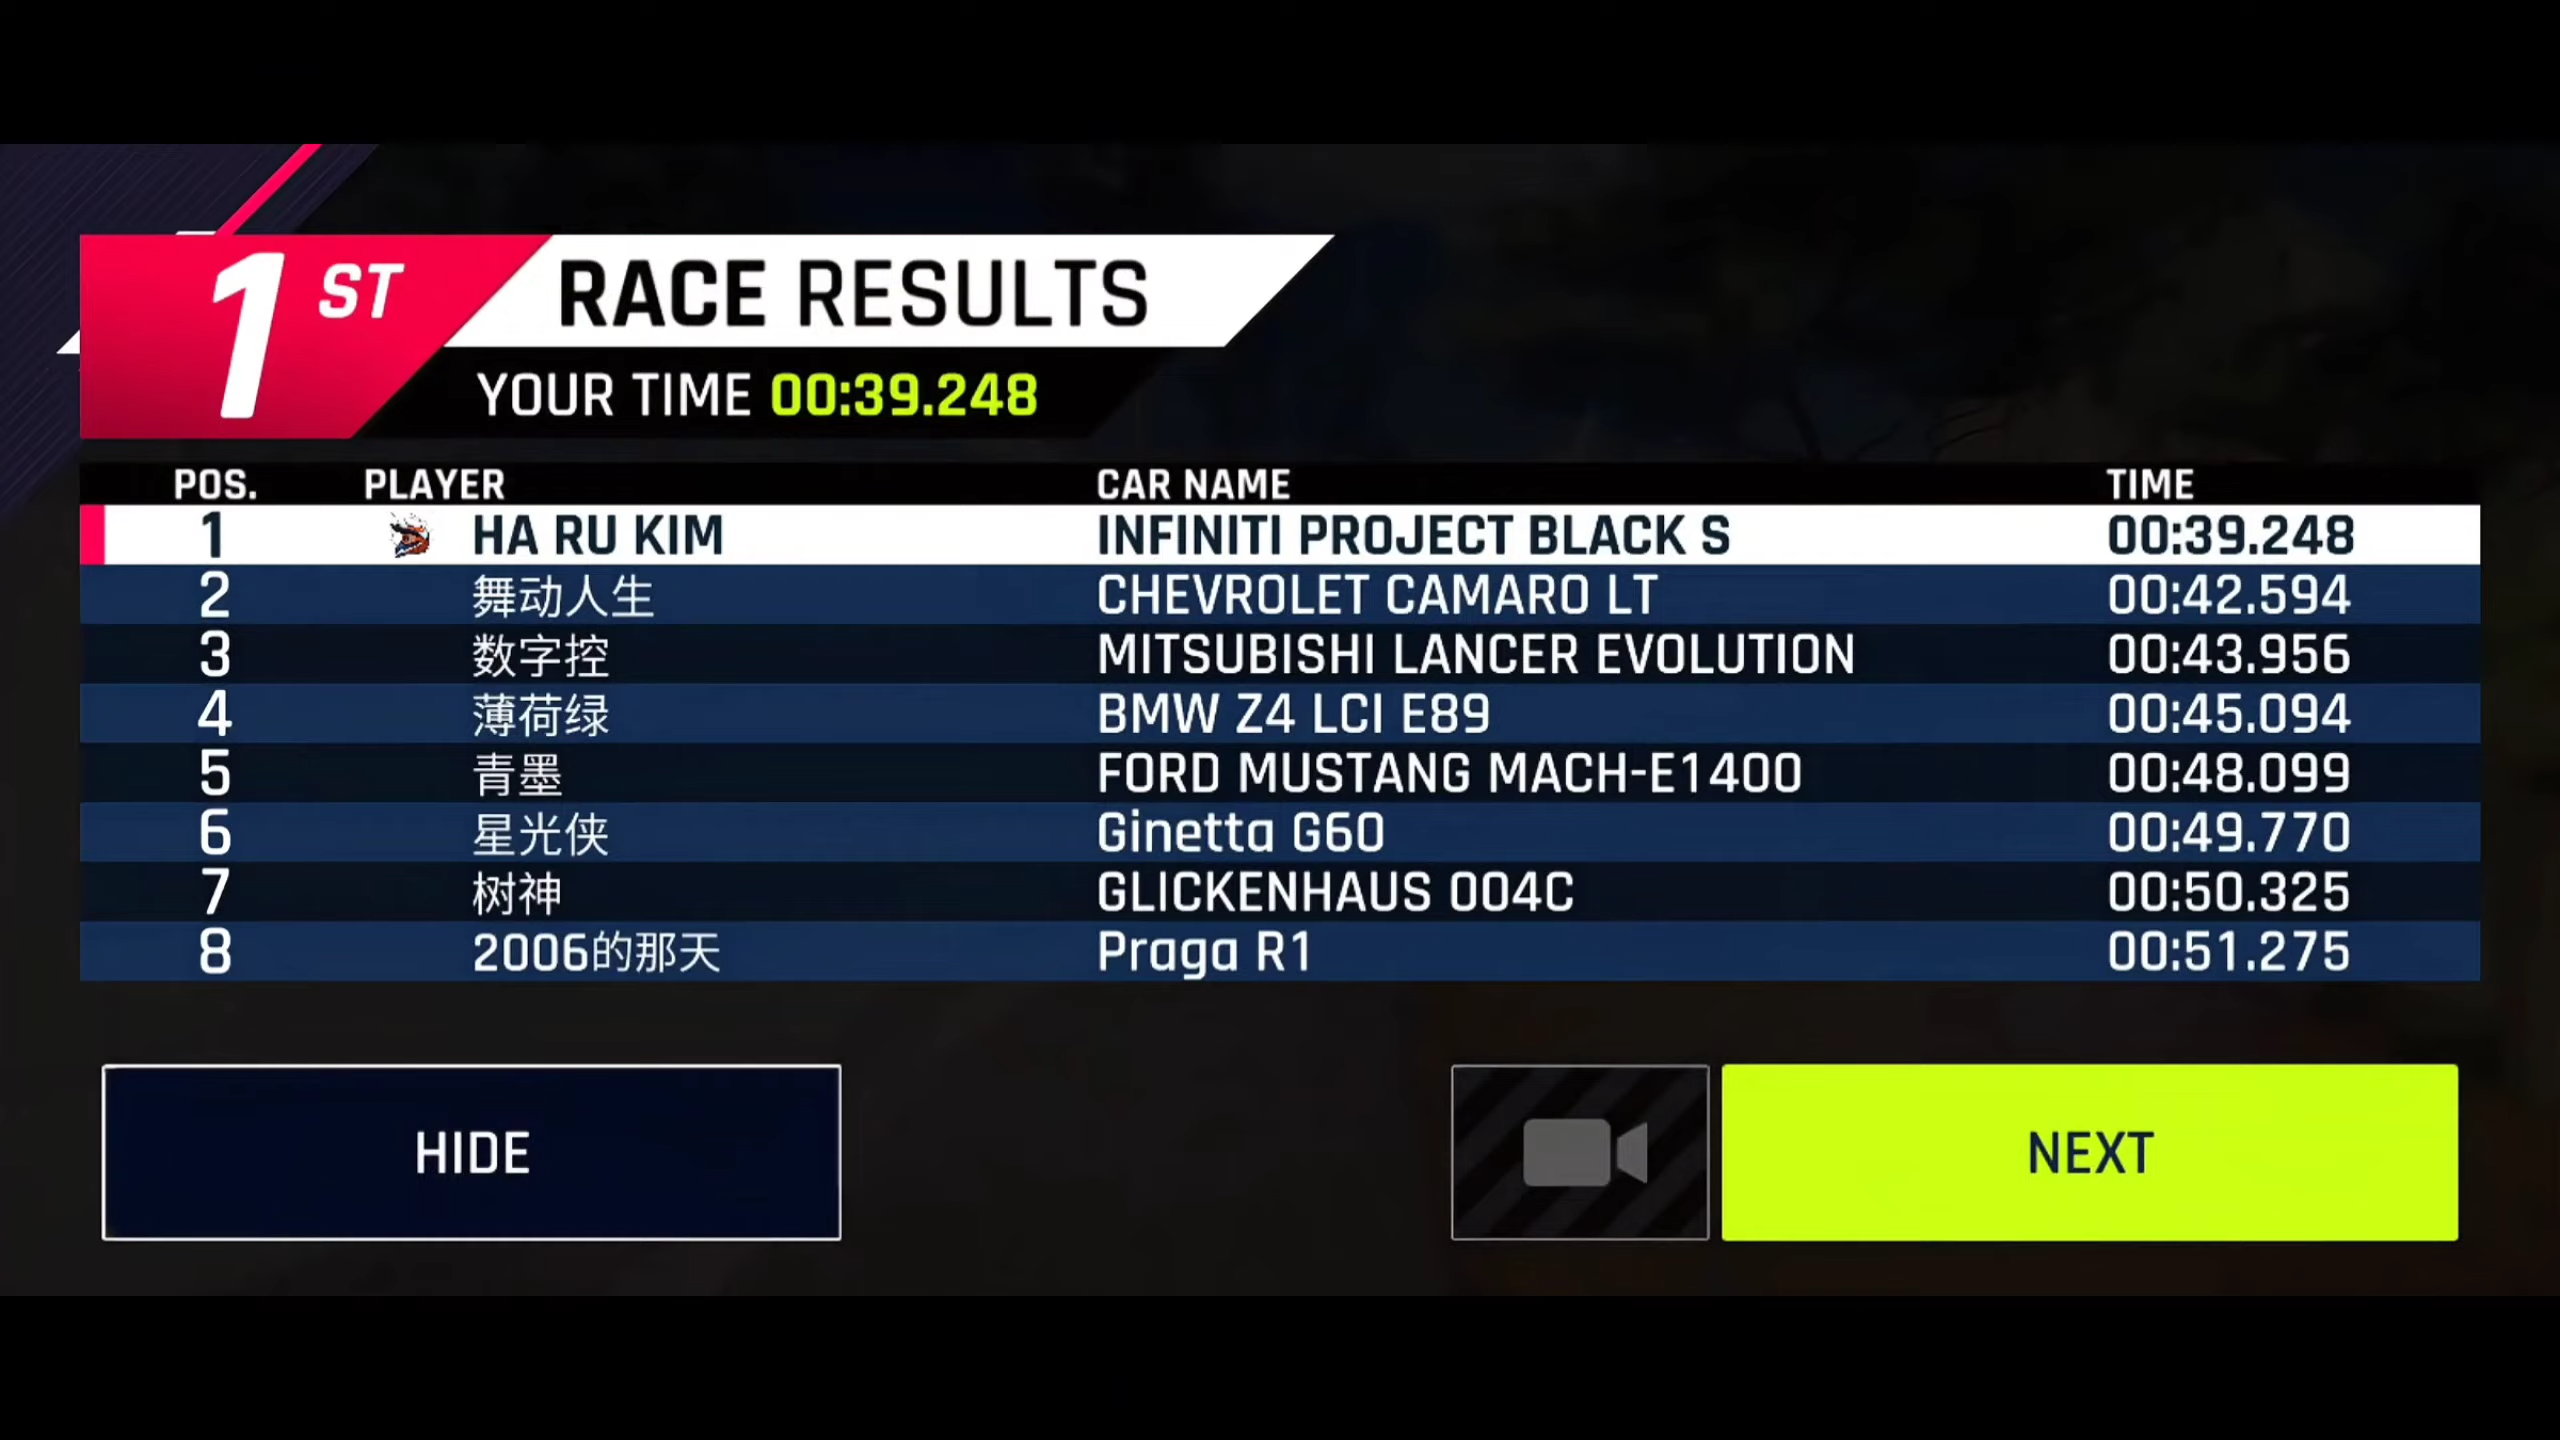 1 ST RACE RESULTS
YOUR TIME 00:39.248
POS. PLAYER CAR NAME TIME
1 HA RU KIM INFINITI PROJECT BLACK S 00:39.248
2 舞动人生 CHEVROLET CAMARO LT 00:42.594
3 数字控 MITSUBISHI LANCER EVOLUTION 00:43.956
4 薄荷绿 BMW Z4 LCI E89 00:45.094
5 青墨 FORD MUSTANG MACH-E1400 00:48.099
6 星光侠 Ginetta G60 00:49.770
7 树神 GLICKENHAUS 004C 00:50.325
8 2006的那天 Praga R1 00:51.275
HIDE NEXT